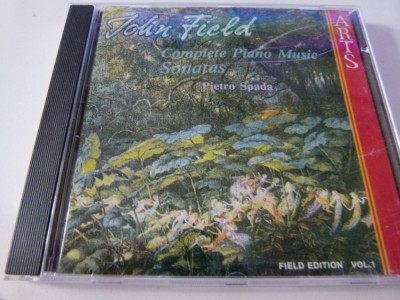 John Field
Complete Piano Music
Sonatas
Pietro Spada
ARTS
FIELD EDITION VOL.1